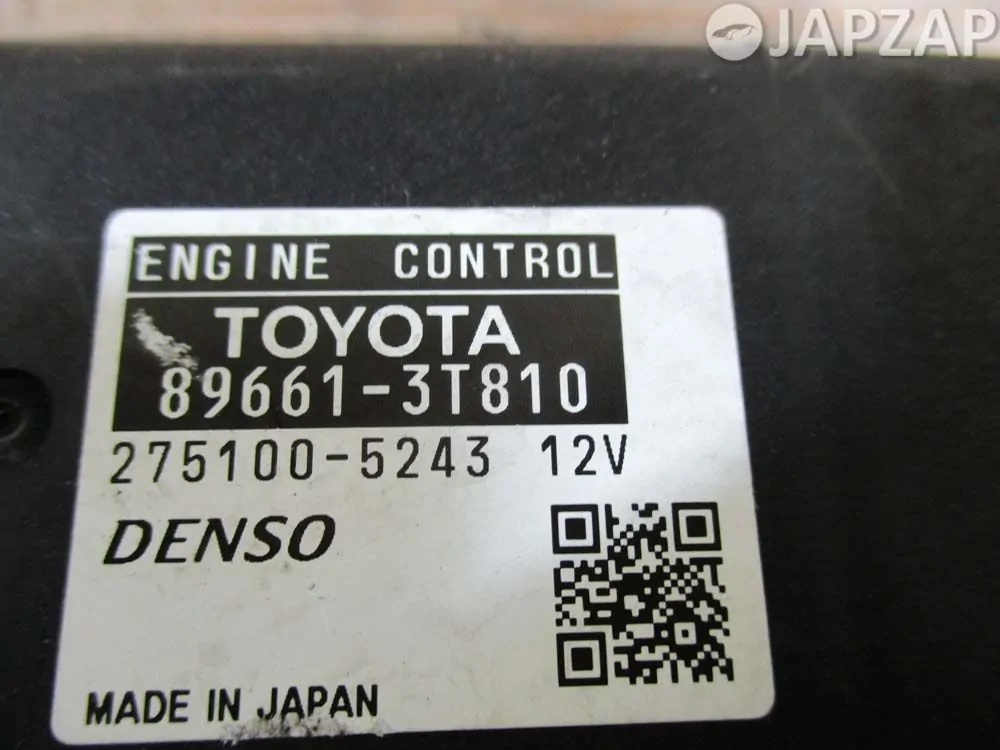 JAPZAP
ENGINE CONTROL
TOYOTA
89661-3T810
275100-5243 12V
DENSO
MADE IN JAPAN